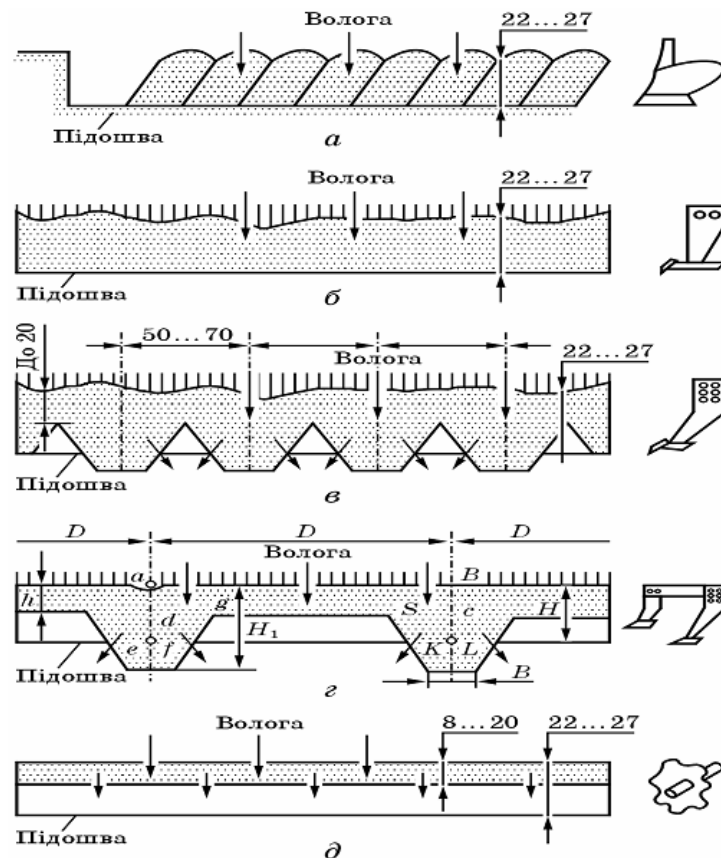 Волога
22...27
Підошва
а
Волога
22...27
Підошва
б
До 20
50...70
Волога
22...27
Підошва
в
D
D
D
Волога
a
B
h
d
g
S
c
H
H₁
e
f
K
L
B
Підошва
г
Волога
8...20
22...27
Підошва
д